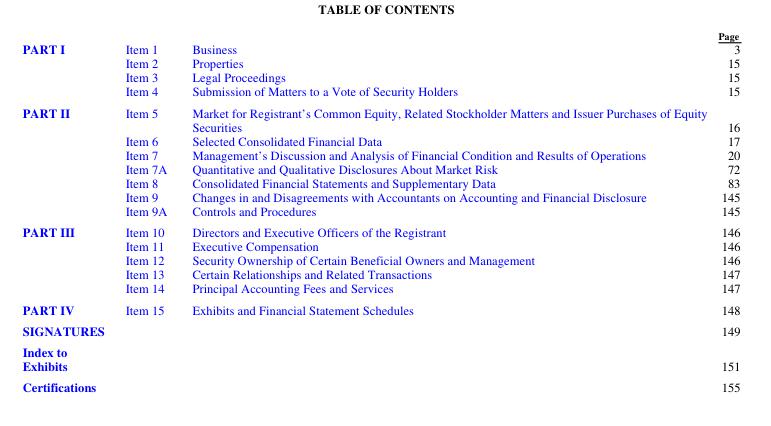 TABLE OF CONTENTS
Page
PART I Item 1 Business 3
Item 2 Properties 15
Item 3 Legal Proceedings 15
Item 4 Submission of Matters to a Vote of Security Holders 15
PART II Item 5 Market for Registrant's Common Equity, Related Stockholder Matters and Issuer Purchases of Equity
Securities 16
Item 6 Selected Consolidated Financial Data 17
Item 7 Management's Discussion and Analysis of Financial Condition and Results of Operations 20
Item 7A Quantitative and Qualitative Disclosures About Market Risk 72
Item 8 Consolidated Financial Statements and Supplementary Data 83
Item 9 Changes in and Disagreements with Accountants on Accounting and Financial Disclosure 145
Item 9A Controls and Procedures 145
PART III Item 10 Directors and Executive Officers of the Registrant 146
Item 11 Executive Compensation 146
Item 12 Security Ownership of Certain Beneficial Owners and Management 146
Item 13 Certain Relationships and Related Transactions 147
Item 14 Principal Accounting Fees and Services 147
PART IV Item 15 Exhibits and Financial Statement Schedules 148
SIGNATURES 149
Index to
Exhibits 151
Certifications 155